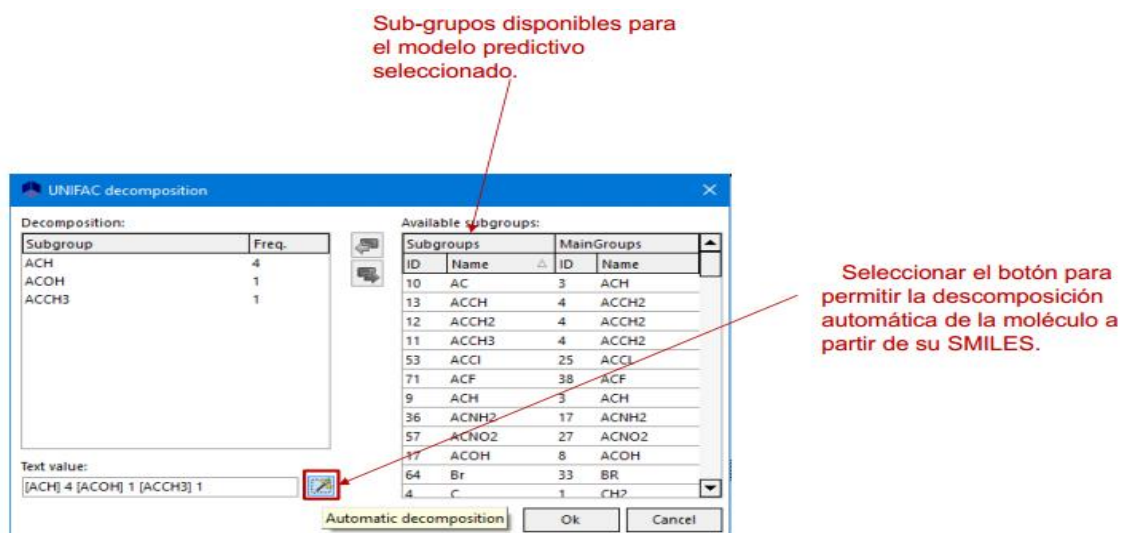 Sub-grupos disponibles para
el modelo predictivo
seleccionado.
UNIFAC decomposition
Decomposition:
Subgroup Freq.
ACH 4
ACOH 1
ACCH3 1
Text value:
[ACH] 4 [ACOH] 1 [ACCH3] 1
Automatic decomposition
Available subgroups:
Subgroups MainGroups
ID Name ID Name
10 AC 3 ACH
13 ACCH 4 ACCH2
12 ACCH2 4 ACCH2
11 ACCH3 4 ACCH2
53 ACCl 25 ACCL
71 ACF 38 ACF
9 ACH 3 ACH
36 ACNH2 17 ACNH2
57 ACNO2 27 ACNO2
17 ACOH 8 ACOH
64 Br 33 BR
4 C 1 CH2
Ok Cancel
Seleccionar el botón para
permitir la descomposición
automática de la moléculo a
partir de su SMILES.